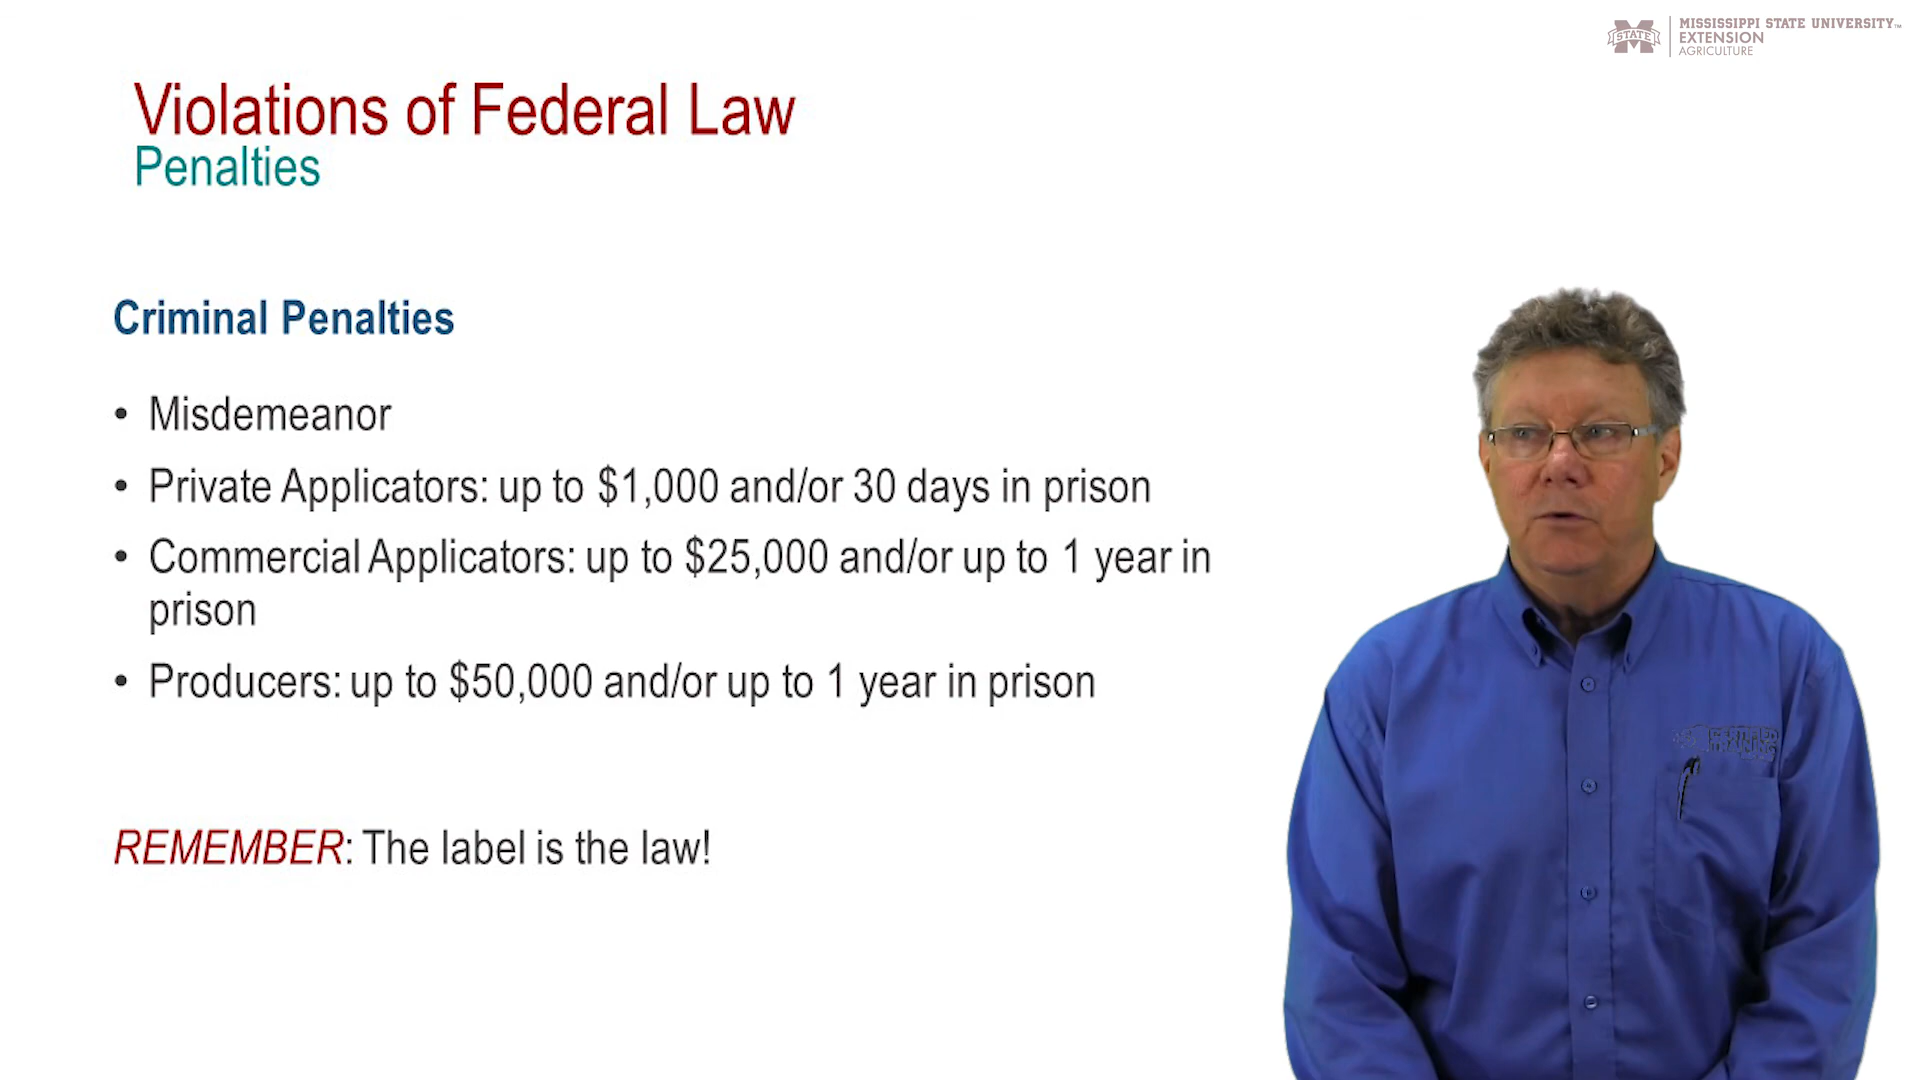 STATE
MISSISSIPPI STATE UNIVERSITY™
EXTENSION
AGRICULTURE
Violations of Federal Law
Penalties
Criminal Penalties
• Misdemeanor
• Private Applicators: up to $1,000 and/or 30 days in prison
• Commercial Applicators: up to $25,000 and/or up to 1 year in
prison
• Producers: up to $50,000 and/or up to 1 year in prison
REMEMBER: The label is the law!